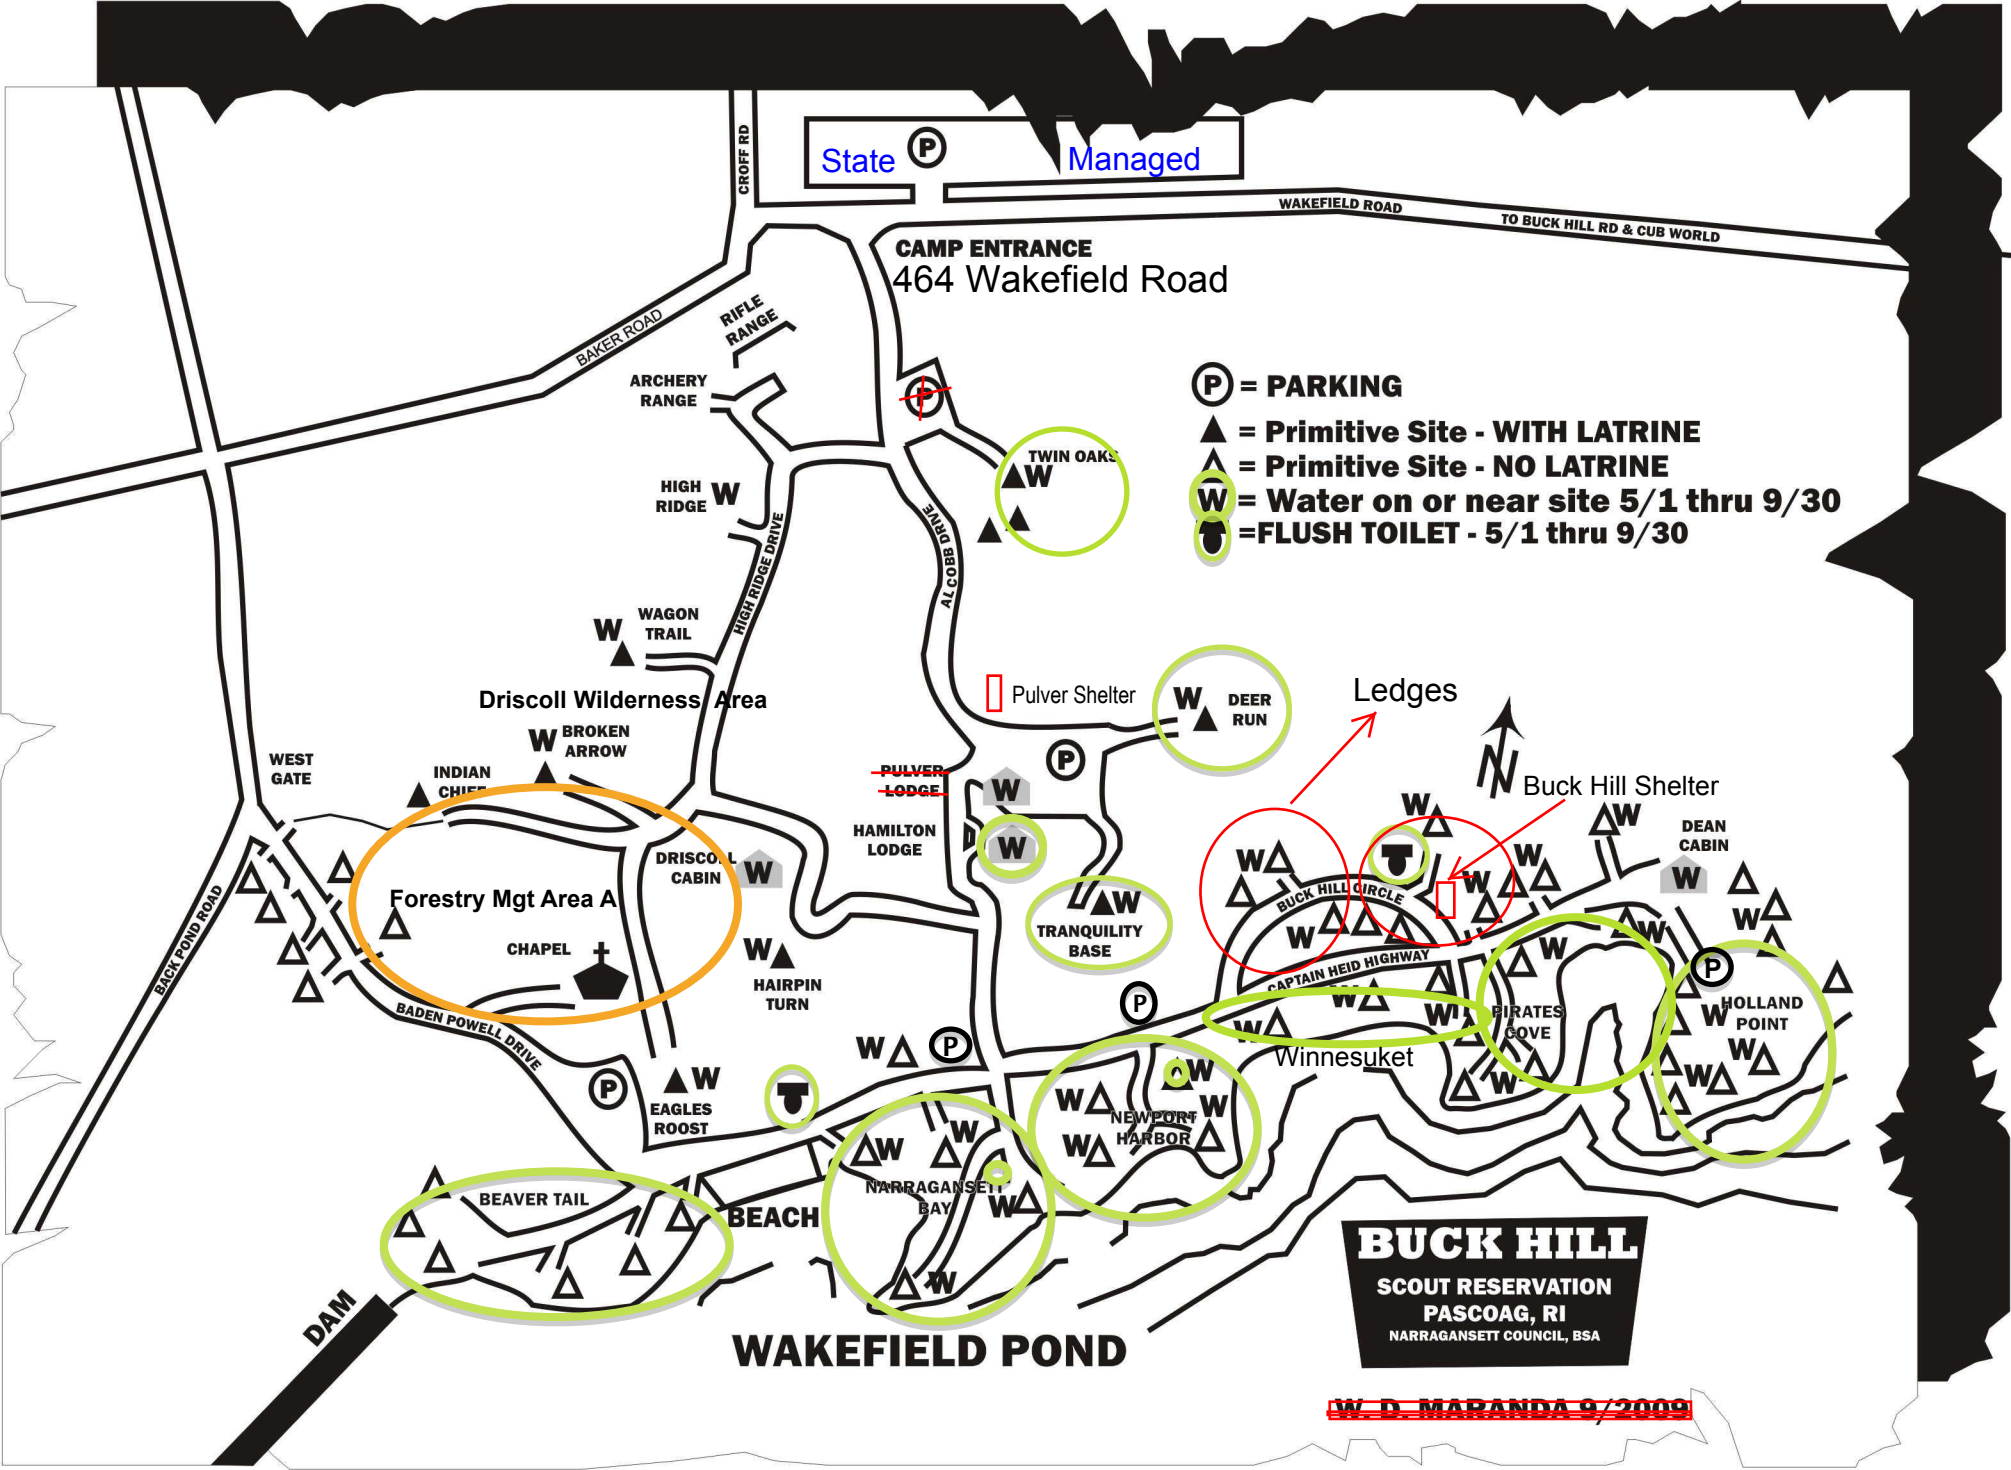 State
P
Managed
CROFF RD
WAKEFIELD ROAD
TO BUCK HILL RD & CUB WORLD
CAMP ENTRANCE
464 Wakefield Road
RIFLE
RANGE
BAKER ROAD
ARCHERY
RANGE
P
P = PARKING
= Primitive Site - WITH LATRINE
= Primitive Site - NO LATRINE
W = Water on or near site 5/1 thru 9/30
=FLUSH TOILET - 5/1 thru 9/30
TWIN OAKS
W
HIGH
RIDGE
W
HIGH RIDGE DRIVE
AL COBB DRIVE
WAGON
TRAIL
W
Driscoll Wilderness Area
Pulver Shelter
W
DEER
RUN
Ledges
N
BROKEN
ARROW
W
WEST
GATE
INDIAN
CHIEF
PULVER
LODGE
W
P
Buck Hill Shelter
HAMILTON
LODGE
W
W
W
DEAN
CABIN
W
DRISCOLL
CABIN
W
W
W
W
BUCK HILL CIRCLE
Forestry Mgt Area A
W
TRANQUILITY
BASE
W
W
W
W
CHAPEL
W
HAIRPIN
TURN
CAPTAIN HEID HIGHWAY
P
BACK POND ROAD
BADEN POWELL DRIVE
P
W
W
PIRATES
COVE
W
HOLLAND
POINT
W
Winnesuket
W
P
W
P
W
EAGLES
ROOST
W
W
W
W
W
NEWPORT
HARBOR
W
W
W
W
NARRAGANSETT
BAY
W
W
BEAVER TAIL
BEACH
DAM
WAKEFIELD POND
BUCK HILL
SCOUT RESERVATION
PASCOAG, RI
NARRAGANSETT COUNCIL, BSA
W. D. MARANDA 9/2009